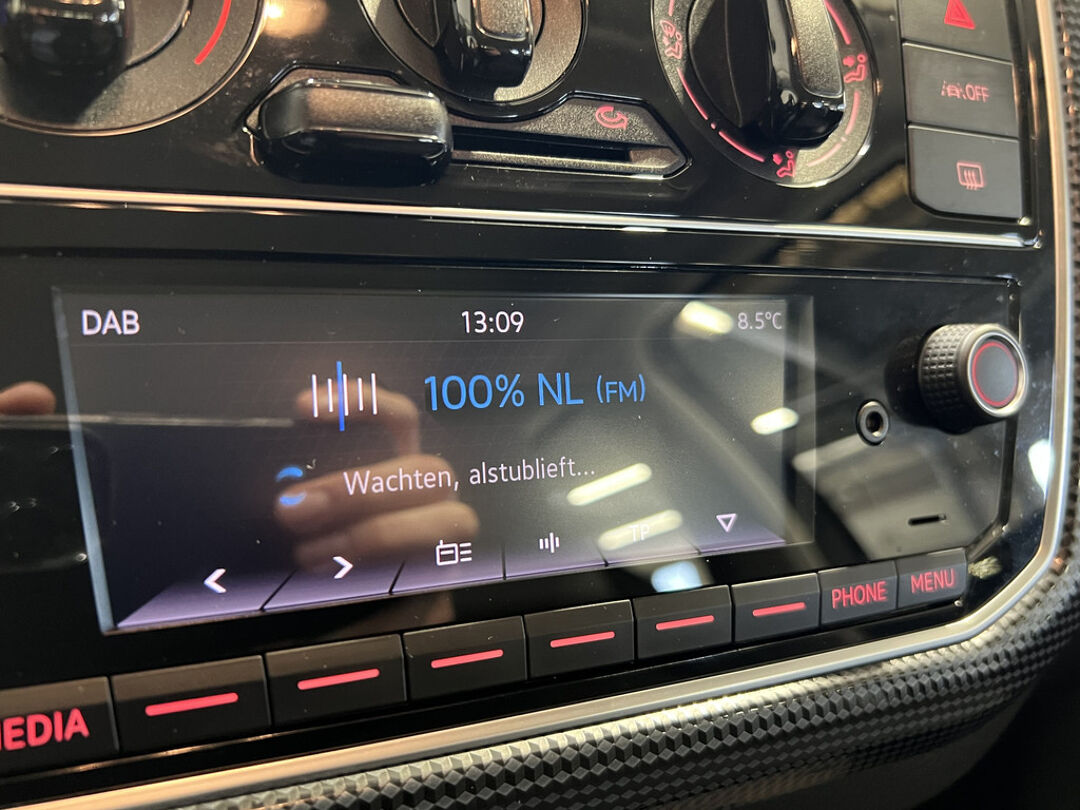 OFF
DAB 13:09 8.5°C
100% NL (FM)
Wachten, alstublieft...
TP
MEDIA PHONE MENU